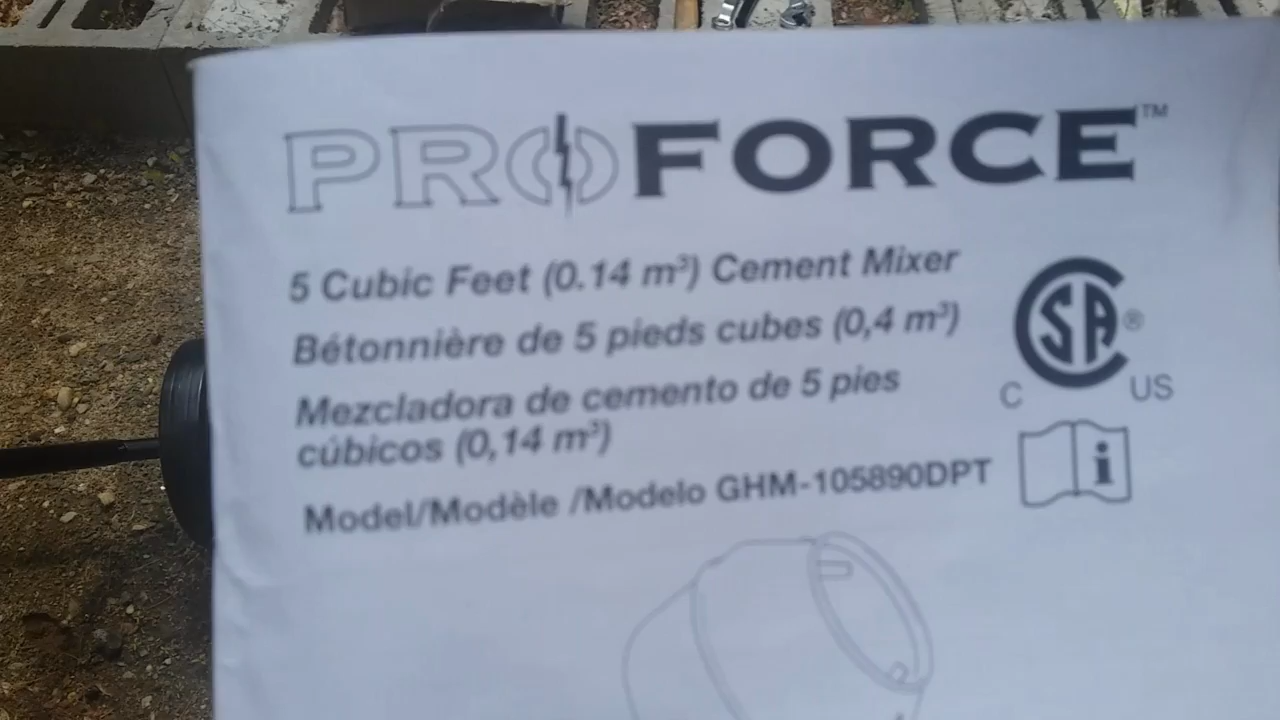 PROFORCE™
5 Cubic Feet (0.14 m³) Cement Mixer
Bétonnière de 5 pieds cubes (0,4 m³)
Mezcladora de cemento de 5 pies
cúbicos (0,14 m³)
Model/Modèle /Modelo GHM-105890DPT
CSA®
C US
i